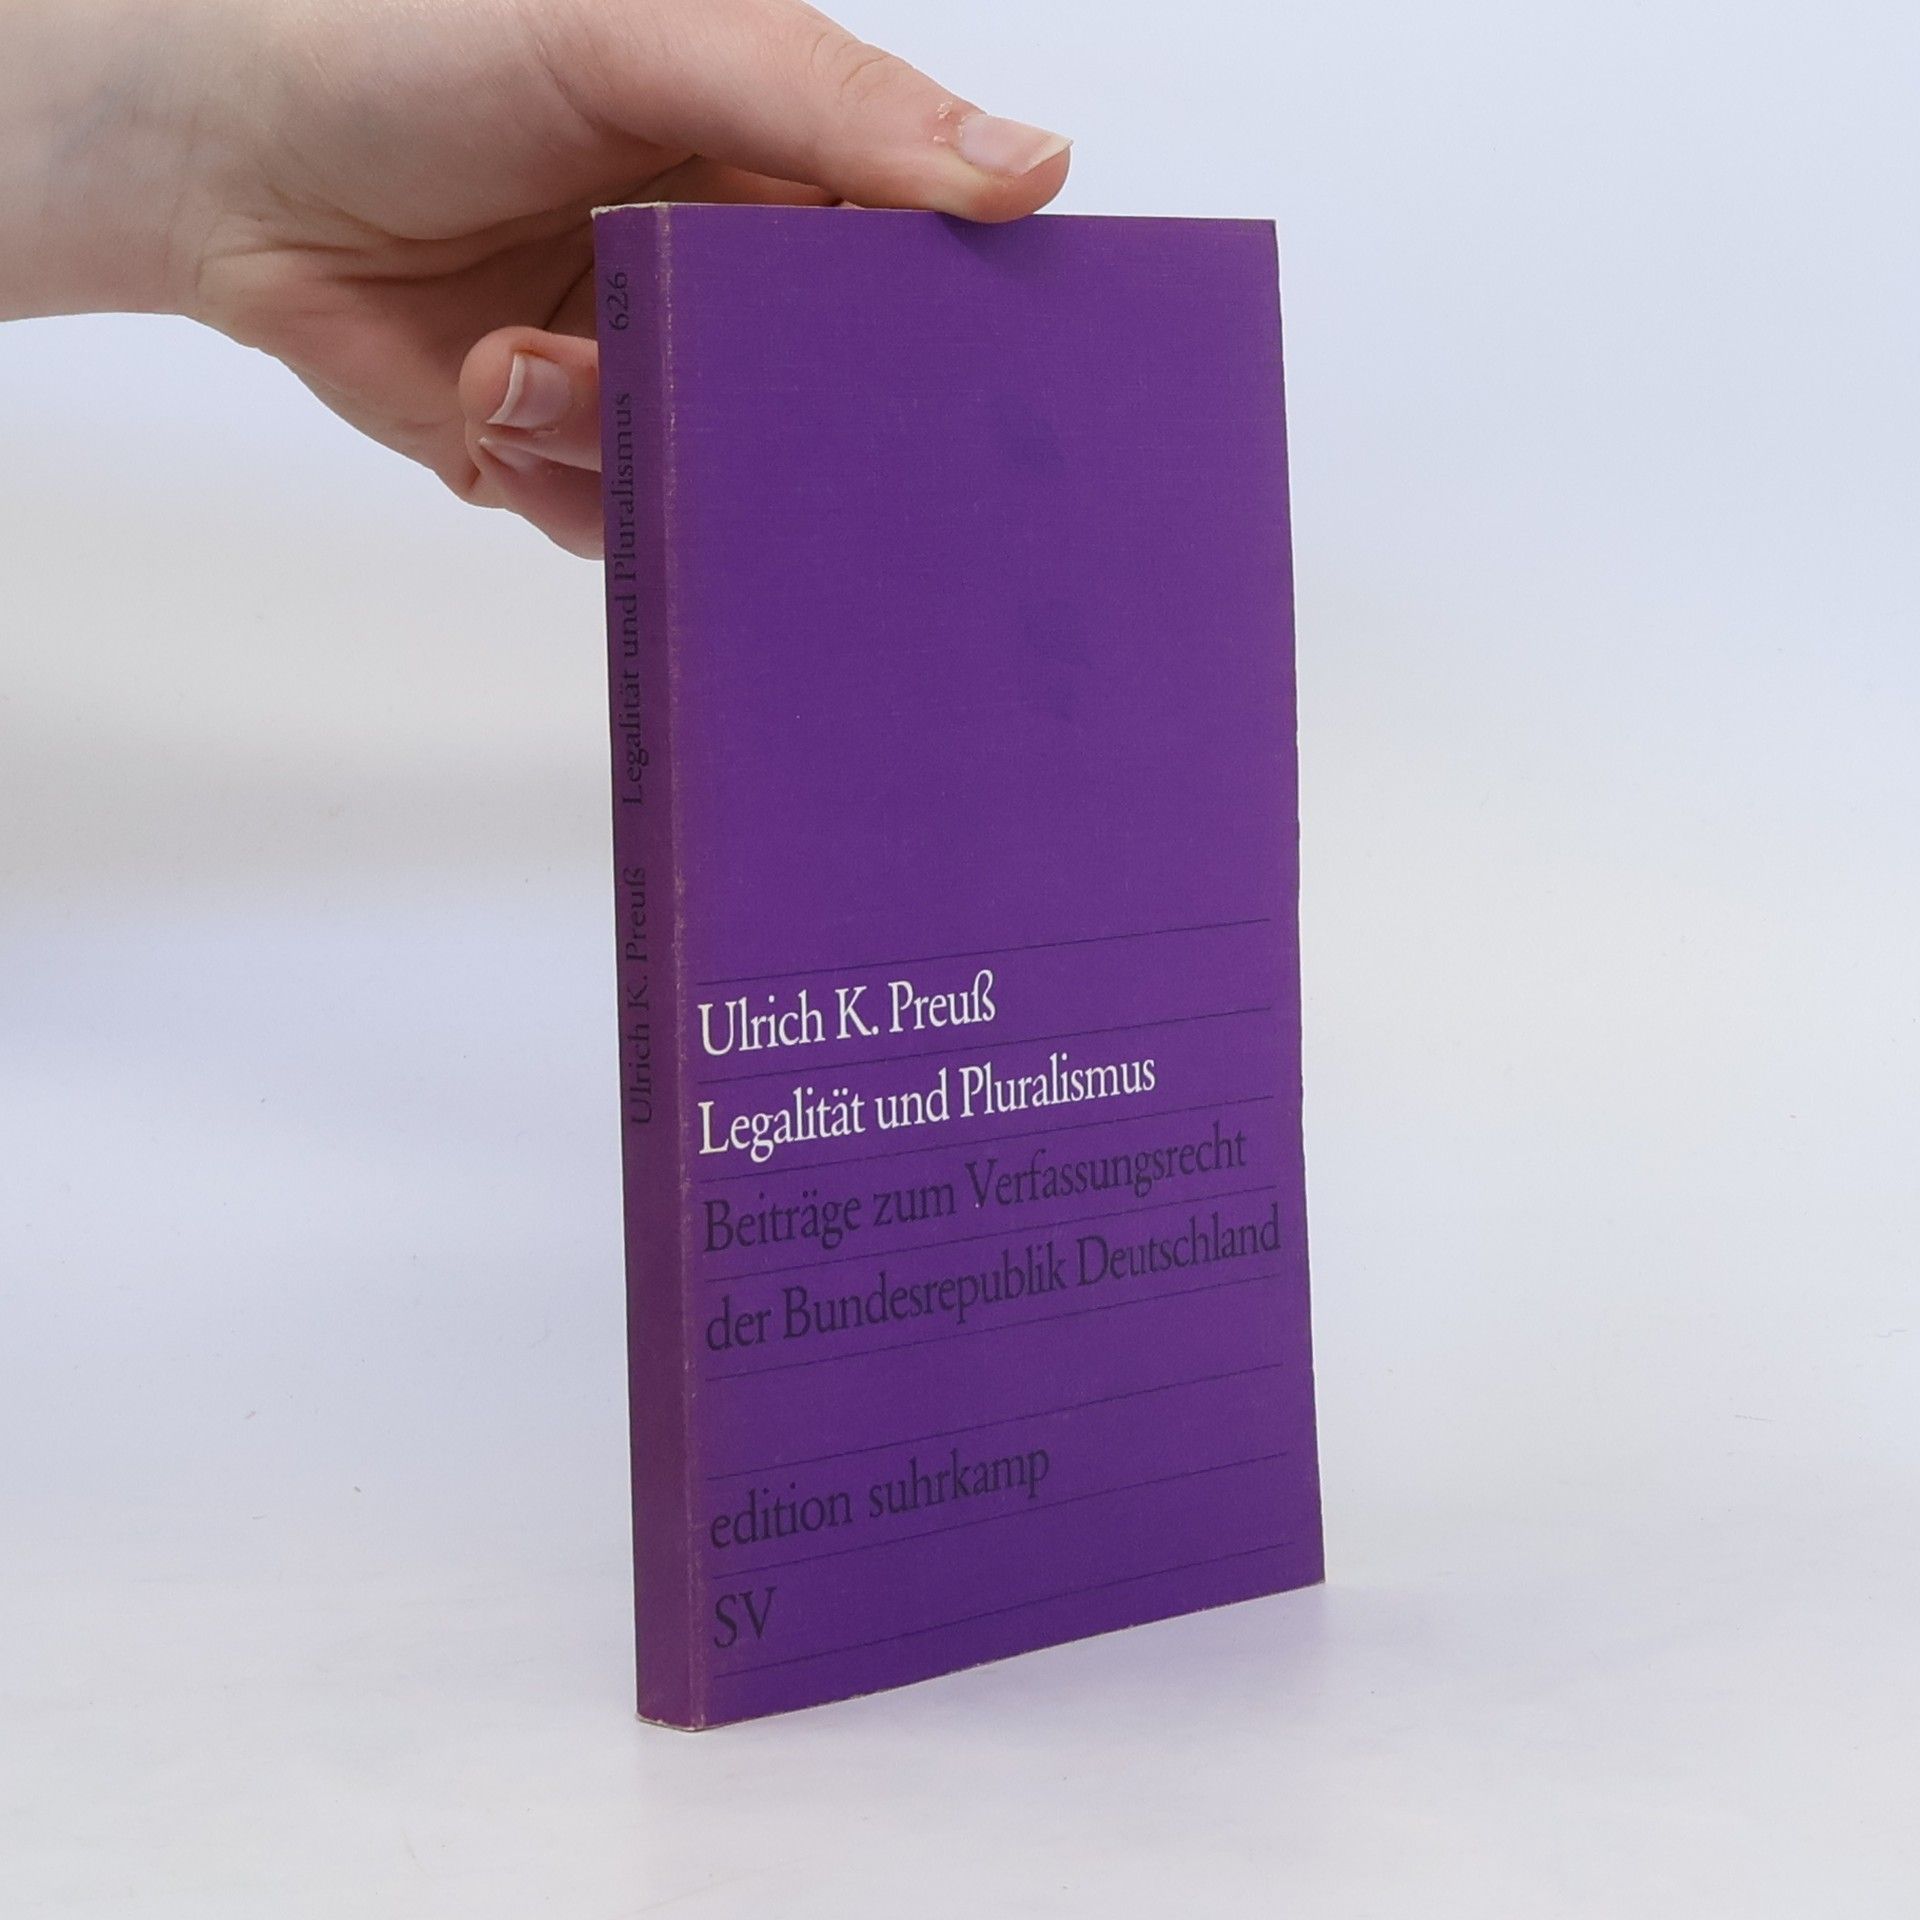 Ulrich K. Preuß Legalität und Pluralismus 626
Ulrich K. Preuß
Legalität und Pluralismus
Beiträge zum Verfassungsrecht
der Bundesrepublik Deutschland
edition suhrkamp
SV